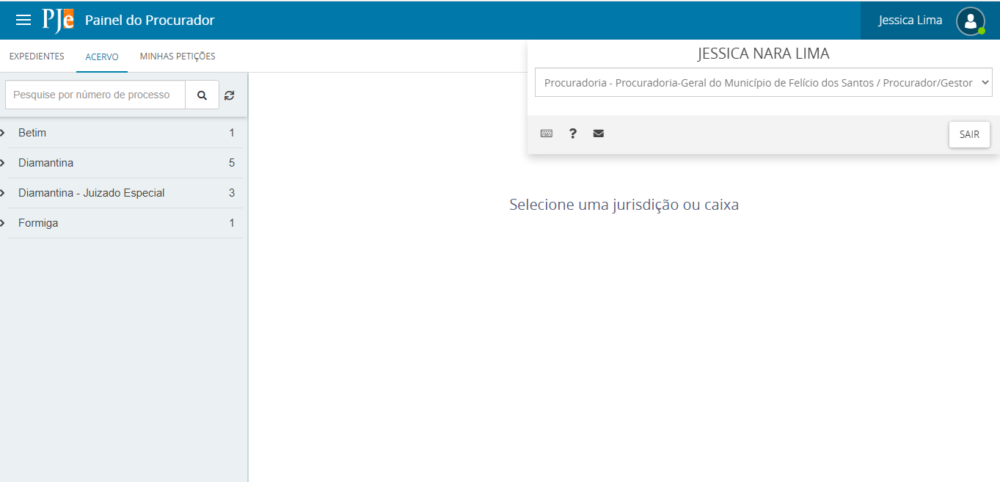 PJe Painel do Procurador
Jessica Lima
EXPEDIENTES ACERVO MINHAS PETIÇÕES
JESSICA NARA LIMA
Procuradoria - Procuradoria-Geral do Município de Felício dos Santos / Procurador/Gestor
Pesquise por número de processo
?
SAIR
Betim 1
Diamantina 5
Diamantina - Juizado Especial 3
Formiga 1
Selecione uma jurisdição ou caixa